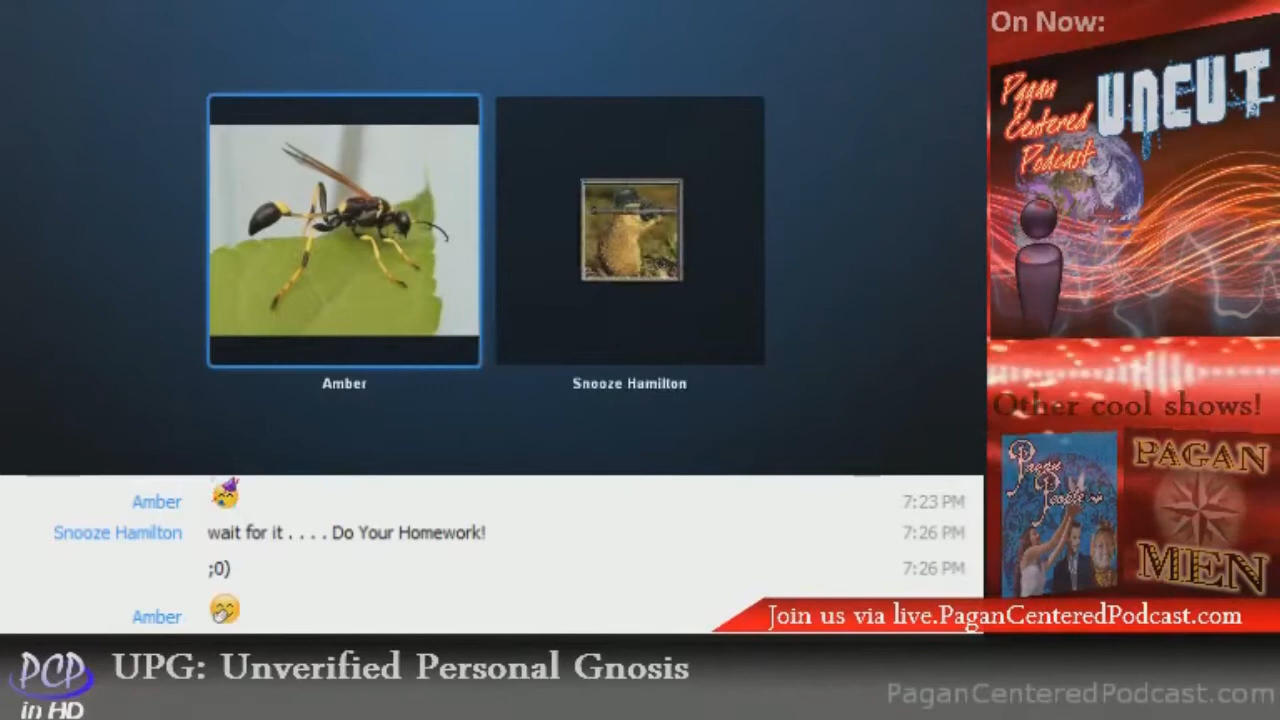 On Now:
Pagan
Centered
Podcast
UNCUT
Amber
Snooze Hamilton
Other cool shows!
Pagan
People
PAGAN
MEN
Amber
7:23 PM
Snooze Hamilton
wait for it . . . . Do Your Homework!
7:26 PM
;0)
7:26 PM
Amber
Join us via live.PaganCenteredPodcast.com
PCP
in HD
UPG: Unverified Personal Gnosis
PaganCenteredPodcast.com